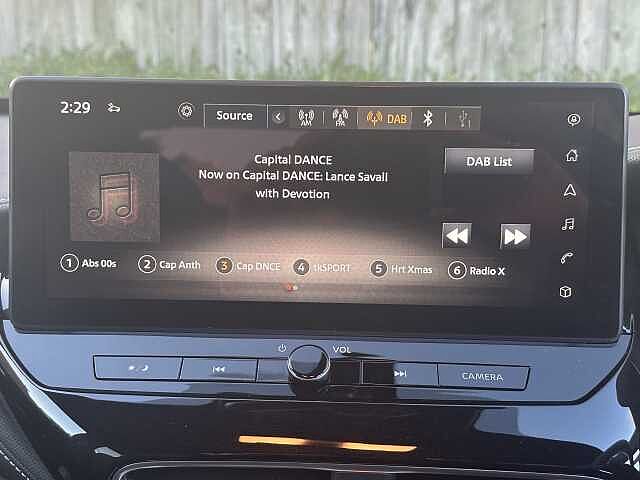 2:29
Source
AM
FM
DAB
Capital DANCE
Now on Capital DANCE: Lance Savali
with Devotion
DAB List
1 Abs 00s
2 Cap Anth
3 Cap DNCE
4 tkSPORT
5 Hrt Xmas
6 Radio X
VOL
CAMERA